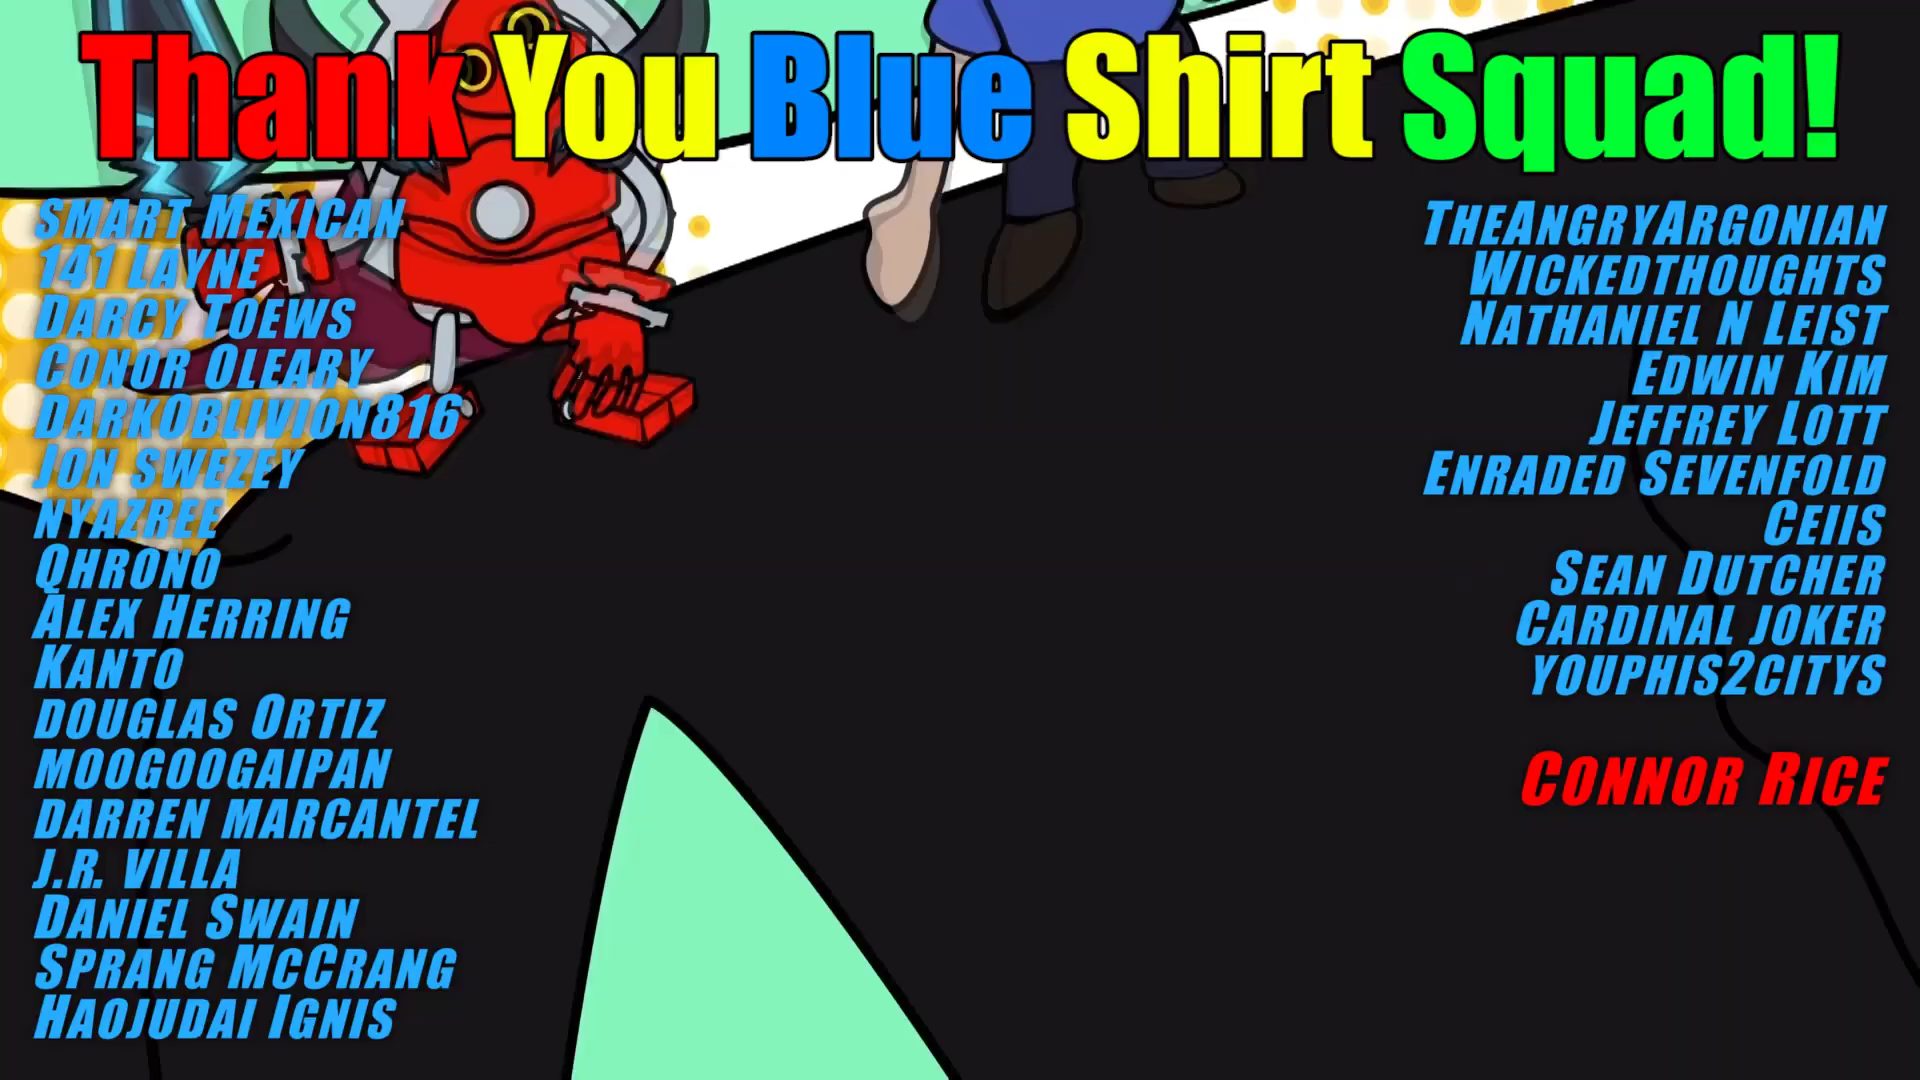 Thank You Blue Shirt Squad!
smart Mexican
141 Layne
Darcy Toews
Conor Oleary
DarkOblivion816
Jon swezey
nyazree
Qhrono
Alex Herring
Kanto
douglas Ortiz
moogoogaipan
darren marcantel
J.R. Villa
Daniel Swain
Sprang McCrang
Haojudai Ignis
TheAngryArgonian
Wickedthoughts
Nathaniel N Leist
Edwin Kim
Jeffrey Lott
Enraded Sevenfold
ceiis
Sean Dutcher
Cardinal joker
youphis2citys
Connor Rice